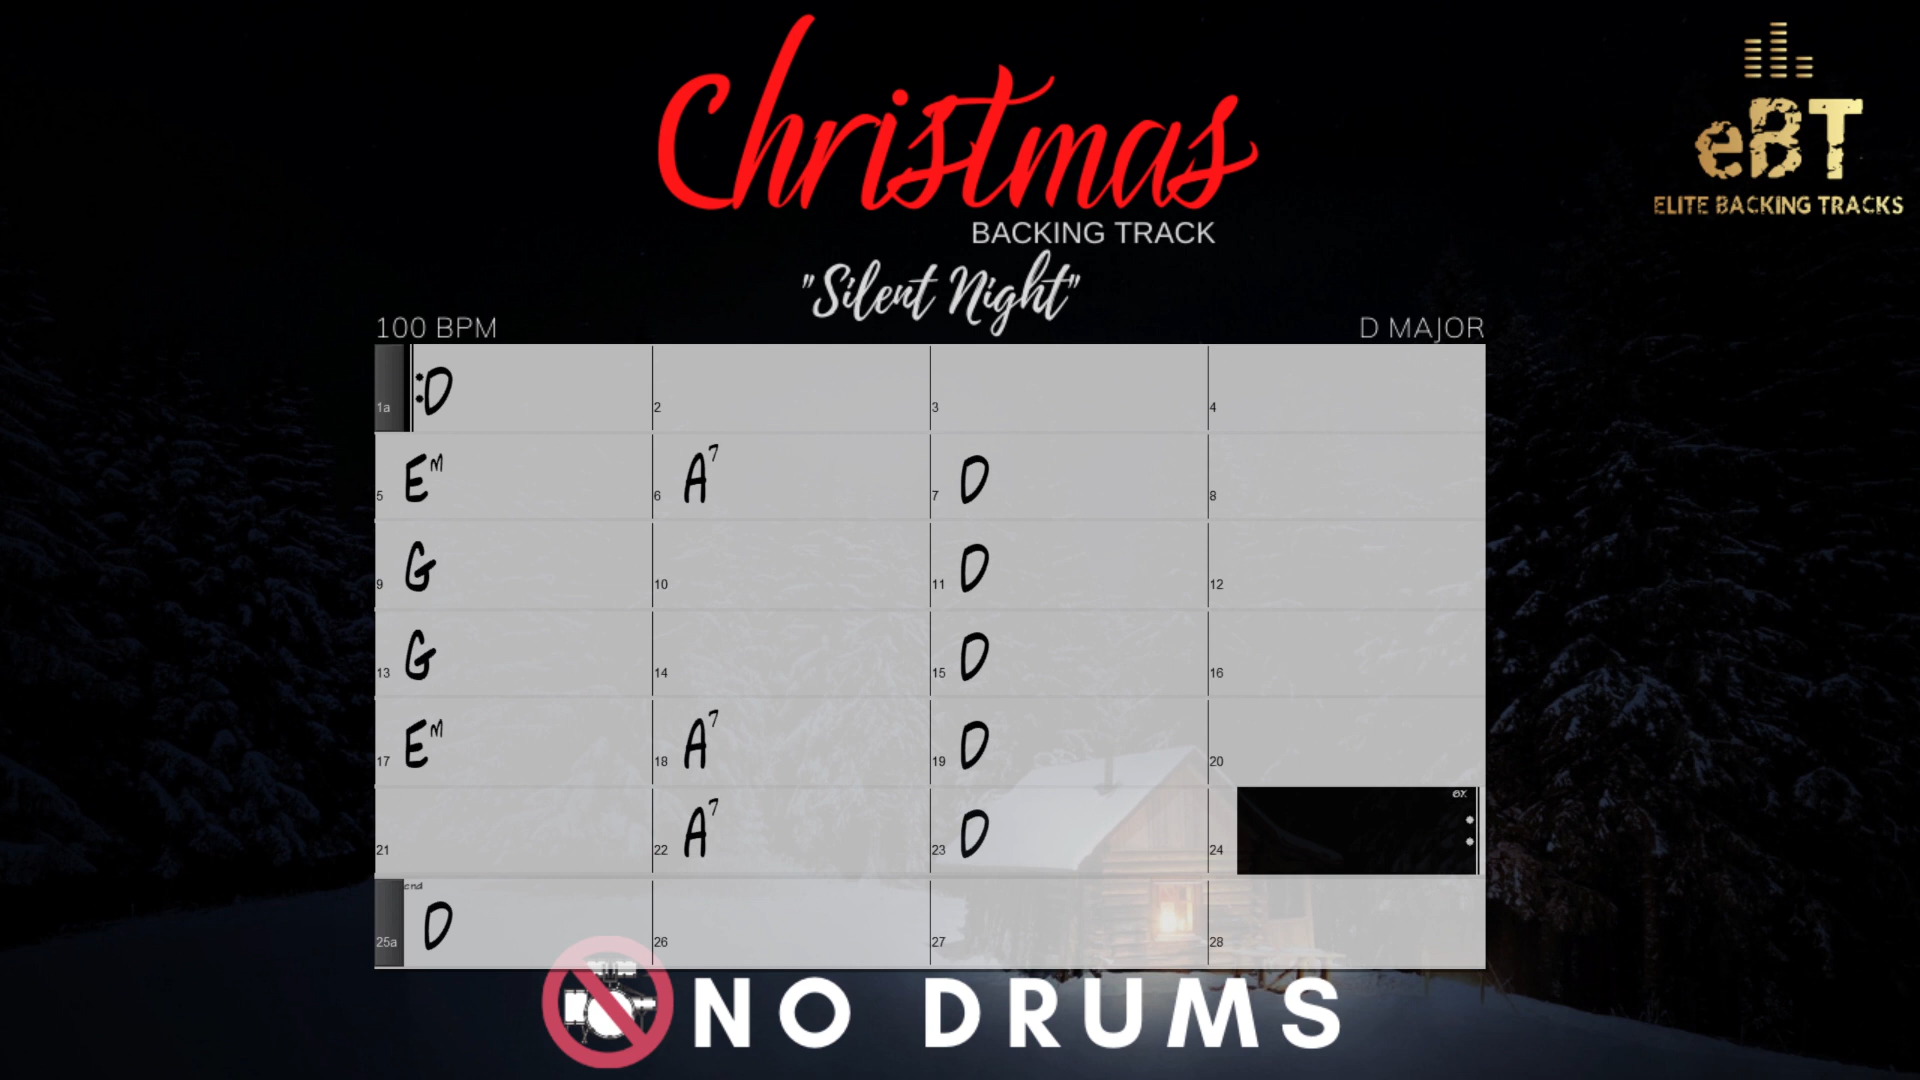 Christmas
eBT
ELITE BACKING TRACKS
BACKING TRACK
"Silent Night"
100 BPM
D MAJOR
1a :D 2 3 4
5 Em 6 A7 7 D 8
9 G 10 11 D 12
13 G 14 15 D 16
17 Em 18 A7 19 D 20
21 22 A7 23 D 24
end
25a D 26 27 28
NO DRUMS